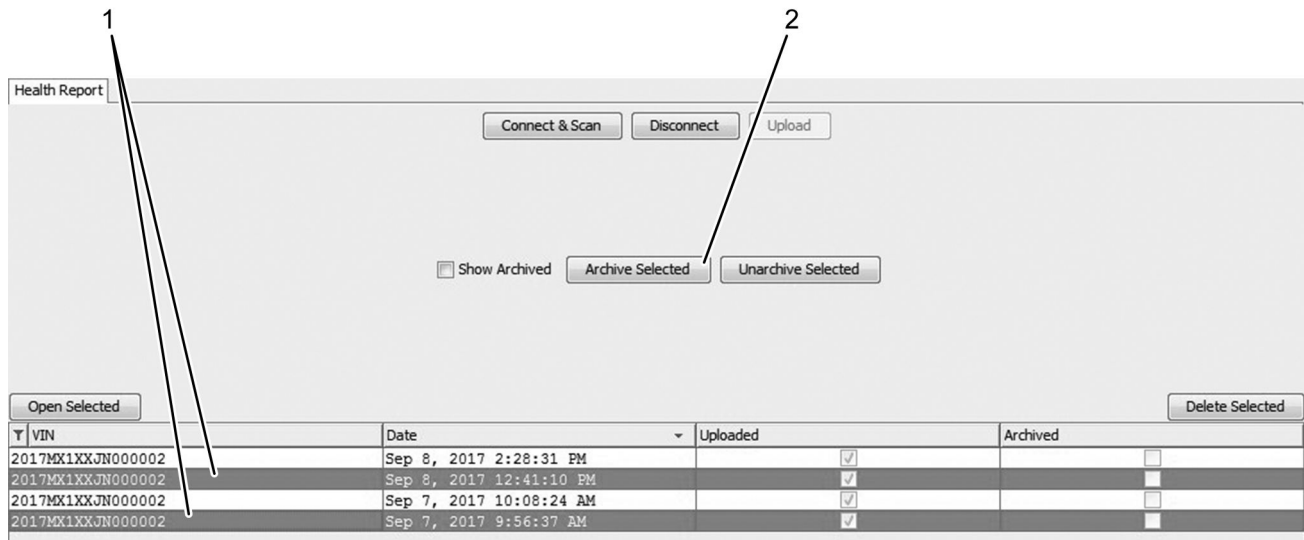 1 2
Health Report
Connect & Scan Disconnect Upload
Show Archived Archive Selected Unarchive Selected
Open Selected Delete Selected
VIN Date Uploaded Archived
2017MX1XXJN000002 Sep 8, 2017 2:28:31 PM
2017MX1XXJN000002 Sep 8, 2017 12:41:10 PM
2017MX1XXJN000002 Sep 7, 2017 10:08:24 AM
2017MX1XXJN000002 Sep 7, 2017 9:56:37 AM